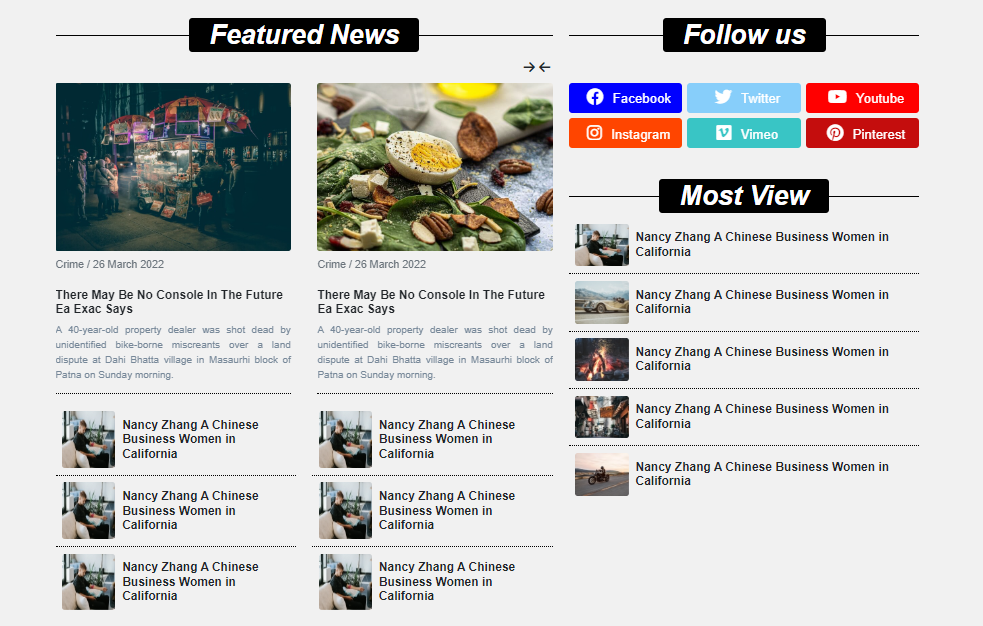 Featured News
There May Be No Console In The Future
Ea Exac Says
Crime / 26 March 2022
A 40-year-old property dealer was shot dead by
unidentified bike-borne miscreants over a land
dispute at Dahi Bhatta village in Masaurhi block of
Patna on Sunday morning.
Nancy Zhang A Chinese
Business Women in
California
Nancy Zhang A Chinese
Business Women in
California
Nancy Zhang A Chinese
Business Women in
California
Crime / 26 March 2022
There May Be No Console In The Future
Ea Exac Says
A 40-year-old property dealer was shot dead by
unidentified bike-borne miscreants over a land
dispute at Dahi Bhatta village in Masaurhi block of
Patna on Sunday morning.
Nancy Zhang A Chinese
Business Women in
California
Nancy Zhang A Chinese
Business Women in
California
Nancy Zhang A Chinese
Business Women in
California
Follow us
Facebook
Twitter
Youtube
Instagram
Vimeo
Pinterest
Most View
Nancy Zhang A Chinese Business Women in
California
Nancy Zhang A Chinese Business Women in
California
Nancy Zhang A Chinese Business Women in
California
Nancy Zhang A Chinese Business Women in
California
Nancy Zhang A Chinese Business Women in
California